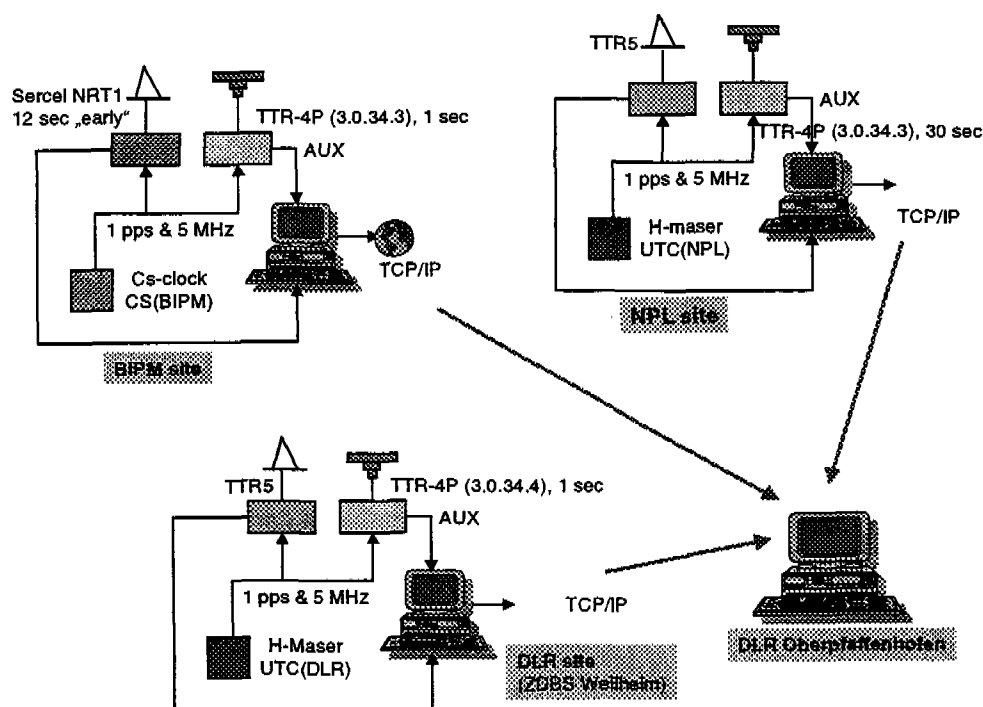 Sercel NRT1
12 sec „early“
TTR-4P (3.0.34.3), 1 sec
AUX
1 pps & 5 MHz
TCP/IP
Cs-clock
CS(BIPM)
BIPM site
TTR5
AUX
TTR-4P (3.0.34.3), 30 sec
1 pps & 5 MHz
TCP/IP
H-maser
UTC(NPL)
NPL site
TTR5
TTR-4P (3.0.34.4), 1 sec
AUX
1 pps & 5 MHz
TCP/IP
H-Maser
UTC(DLR)
DLR site
(ZDBS Weilheim)
DLR Oberpfaffenhofen